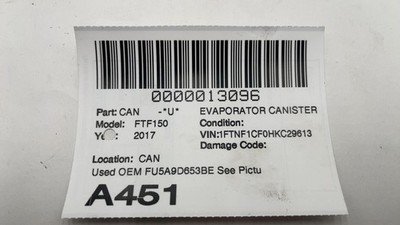 0000013096
Part: CAN -*U* EVAPORATOR CANISTER
Model: FTF150 Condition:
2017 VIN:1FTNF1CF0HKC29613
Damage Code:
Location: CAN
Used OEM FU5A9D653BE See Pictu
A451